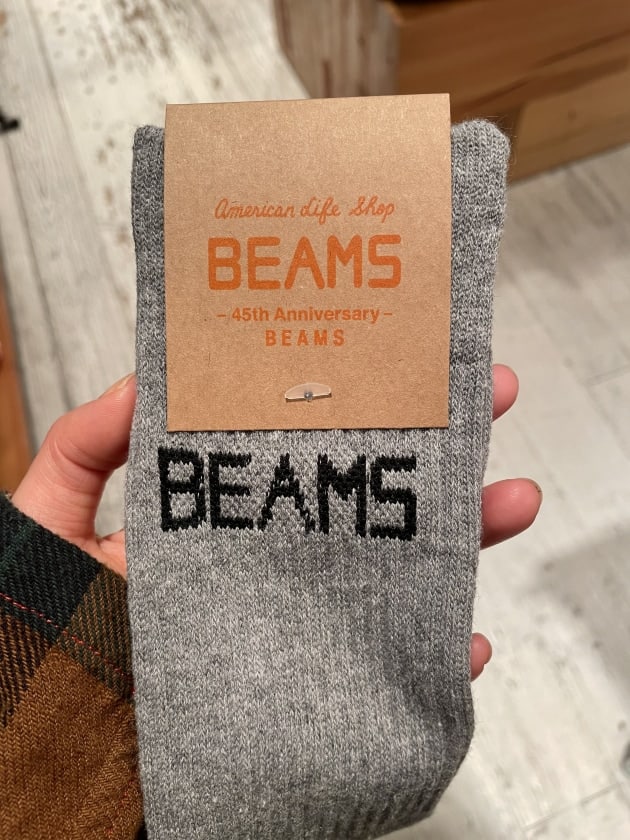 American Life Shop
BEAMS
- 45th Anniversary -
BEAMS
BEAMS